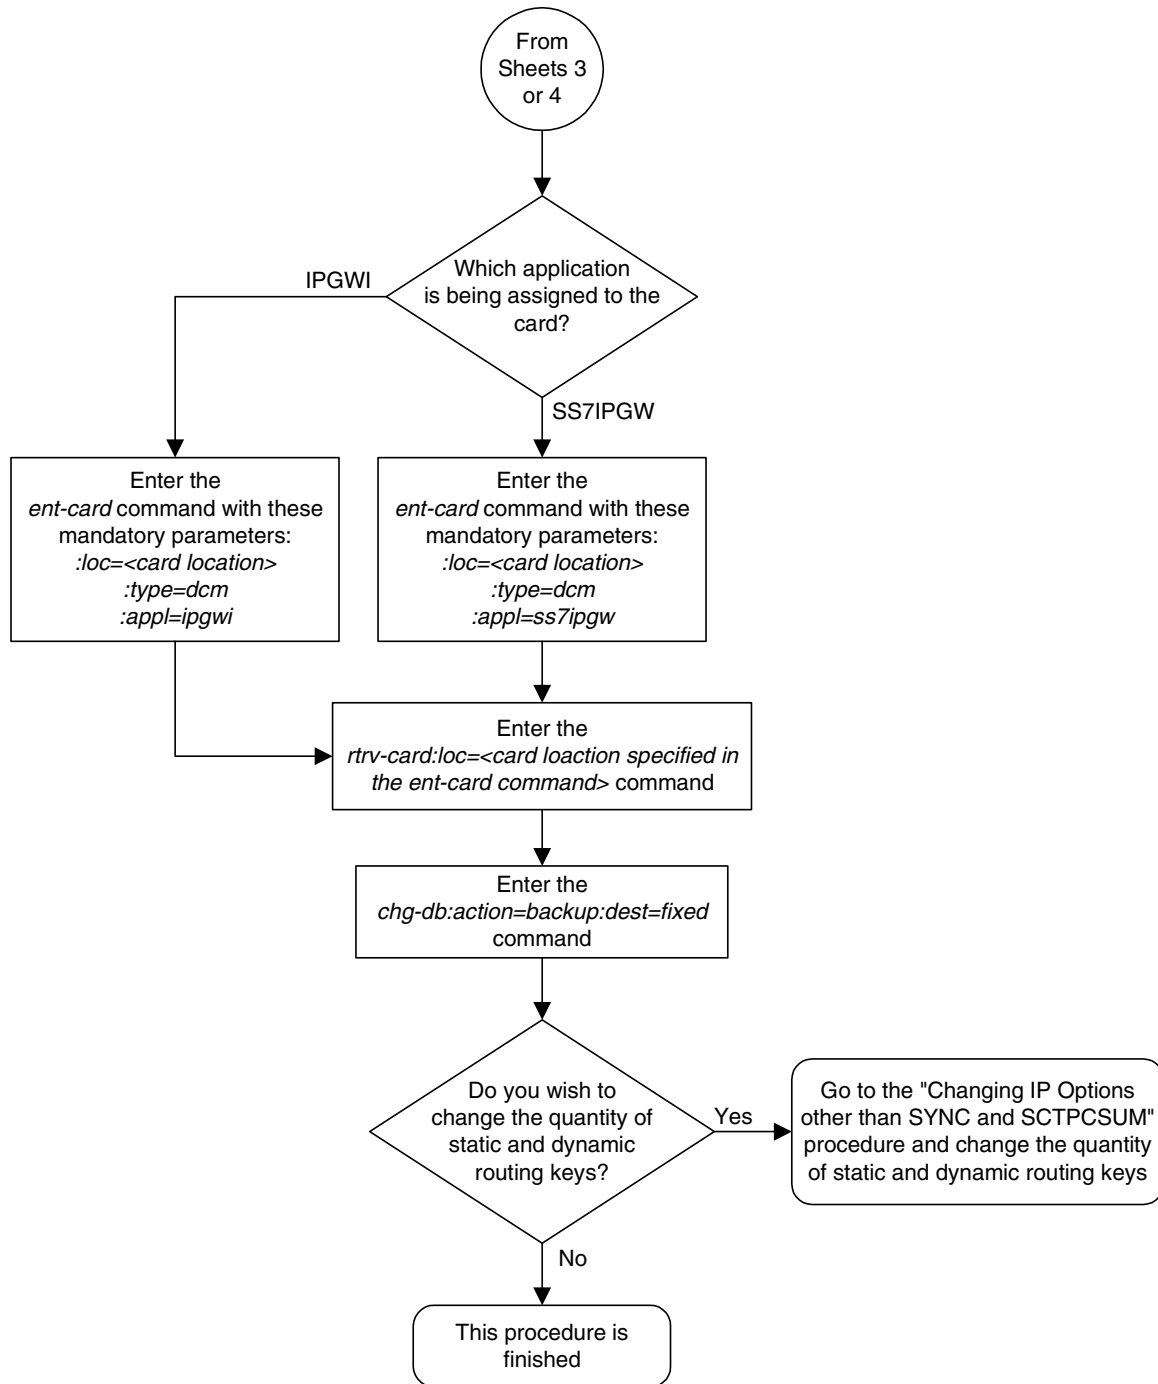 From
Sheets 3
or 4
Which application
is being assigned to the
card?
IPGWI
SS7IPGW
Enter the
ent-card command with these
mandatory parameters:
:loc=<card location>
:type=dcm
:appl=ipgwi
Enter the
ent-card command with these
mandatory parameters:
:loc=<card location>
:type=dcm
:appl=ss7ipgw
Enter the
rtrv-card:loc=<card loaction specified in
the ent-card command> command
Enter the
chg-db:action=backup:dest=fixed
command
Do you wish to
change the quantity of
static and dynamic
routing keys?
Yes
Go to the "Changing IP Options
other than SYNC and SCTPCSUM"
procedure and change the quantity
of static and dynamic routing keys
No
This procedure is
finished